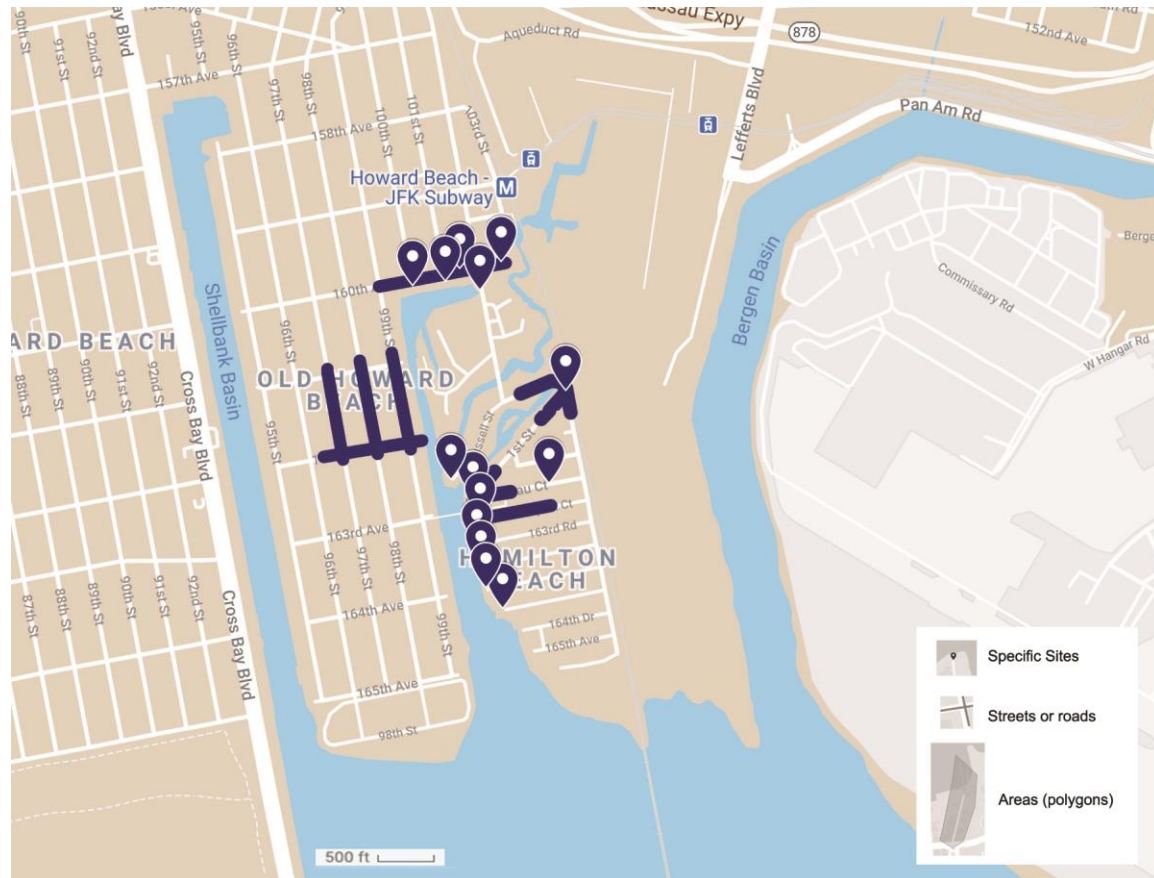 90th St
91st St
92nd St
Bay Blvd
95th St
96th St
157th Ave
97th St
98th St
158th Ave
100th St
101st St
103rd St
Aqueduct Rd
Expy
878
152nd Ave
Lefferts Blvd
Pan Am Rd
Howard Beach -
JFK Subway
M
160th
Shellbank Basin
Bergen Basin
Commissary Rd
W Hangar Rd
99th St
96th St
OLD HOWARD
BEACH
ARD BEACH
88th St
89th St
90th St
91st St
92nd St
Cross Bay Blvd
95th St
1st St
Ct
163rd Ave
163rd Rd
HAMILTON
BEACH
96th St
97th St
98th St
99th St
164th Ave
164th Dr
165th Ave
87th St
88th St
89th St
90th St
91st St
92nd St
Cross Bay Blvd
165th Ave
98th St
Specific Sites
Streets or roads
Areas (polygons)
500 ft